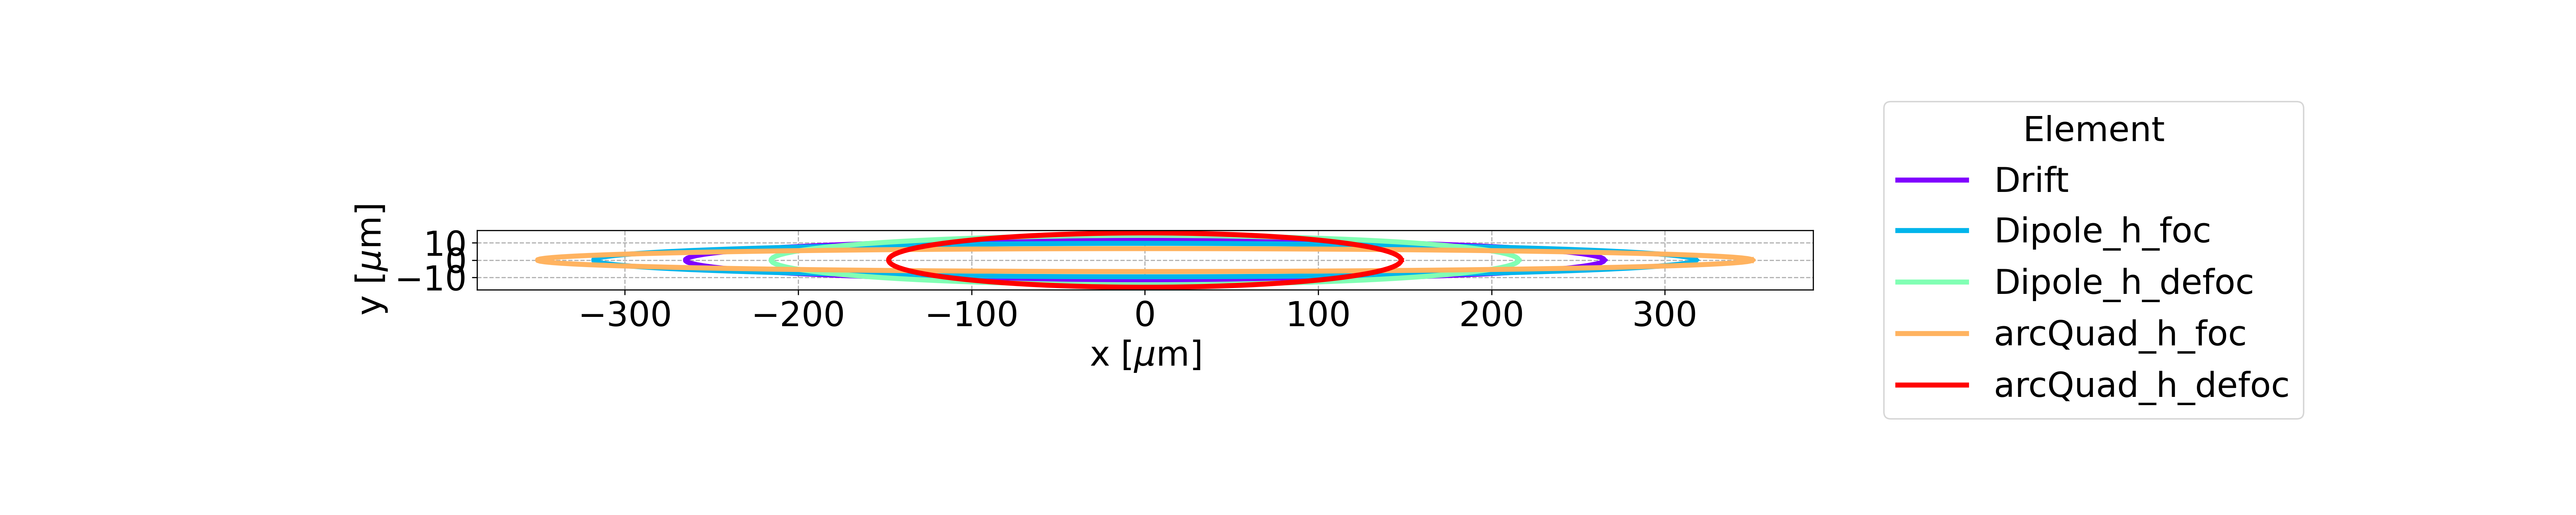 Element
Drift
Dipole_h_foc
Dipole_h_defoc
arcQuad_h_foc
arcQuad_h_defoc
y [μm]
10
0
−10
−300 −200 −100 0 100 200 300
x [μm]